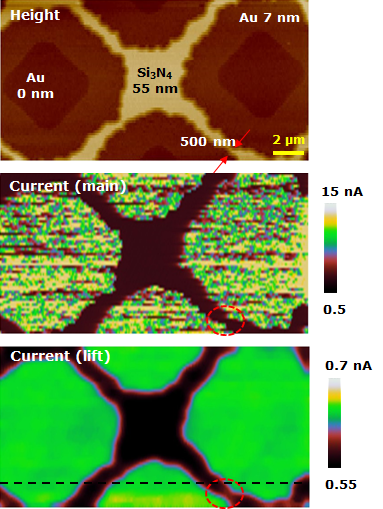 Height
Au 7 nm
Au
0 nm
Si₃N₄
55 nm
500 nm
2 µm
Current (main)
15 nA
0.5
Current (lift)
0.7 nA
0.55